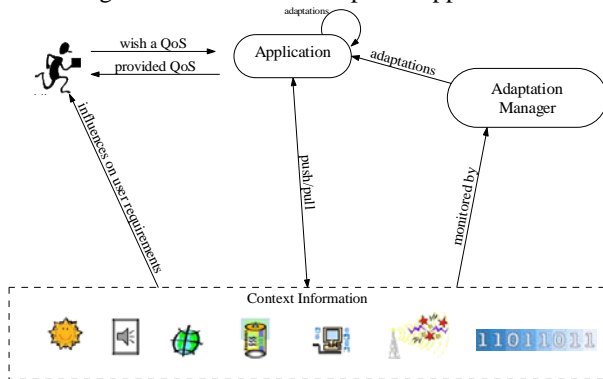 adaptations
wish a QoS
Application
provided QoS
adaptations
Adaptation
Manager
influences on user requirements
push/pull
monitored by
Context Information
11011011